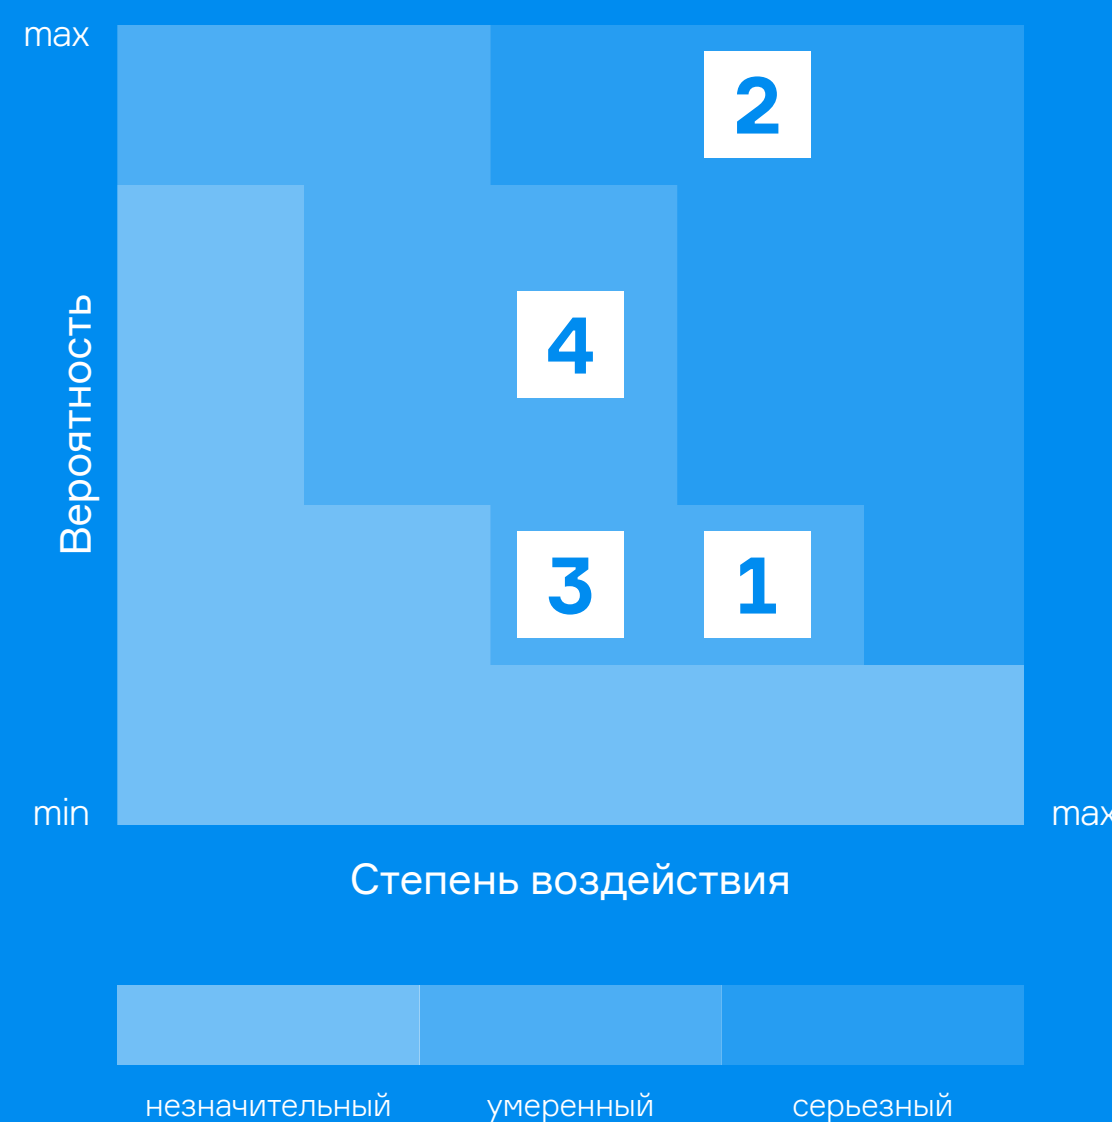 max
2
4
Вероятность
3
1
min
max
Степень воздействия
незначительный
умеренный
серьезный